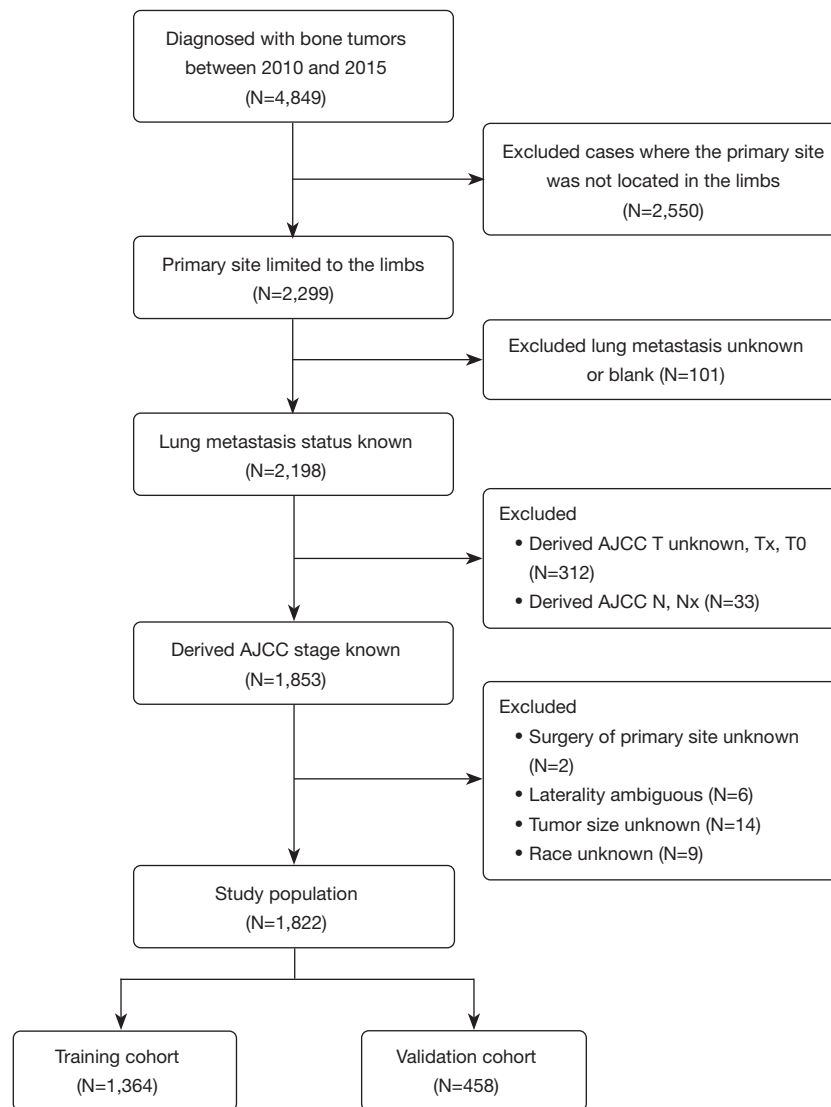 Diagnosed with bone tumors
between 2010 and 2015
(N=4,849)
Excluded cases where the primary site
was not located in the limbs
(N=2,550)
Primary site limited to the limbs
(N=2,299)
Excluded lung metastasis unknown
or blank (N=101)
Lung metastasis status known
(N=2,198)
Excluded
• Derived AJCC T unknown, Tx, T0
(N=312)
• Derived AJCC N, Nx (N=33)
Derived AJCC stage known
(N=1,853)
Excluded
• Surgery of primary site unknown
(N=2)
• Laterality ambiguous (N=6)
• Tumor size unknown (N=14)
• Race unknown (N=9)
Study population
(N=1,822)
Training cohort
(N=1,364)
Validation cohort
(N=458)